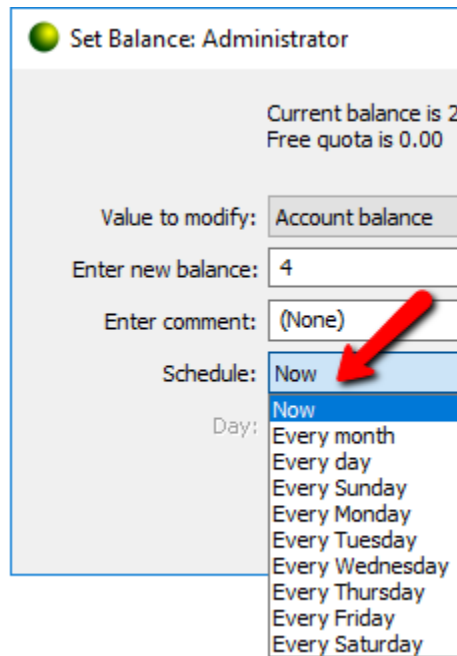 Set Balance: Administrator
Current balance is 2
Free quota is 0.00
Value to modify: Account balance
Enter new balance: 4
Enter comment: (None)
Schedule: Now
Now
Every month
Day:
Every day
Every Sunday
Every Monday
Every Tuesday
Every Wednesday
Every Thursday
Every Friday
Every Saturday